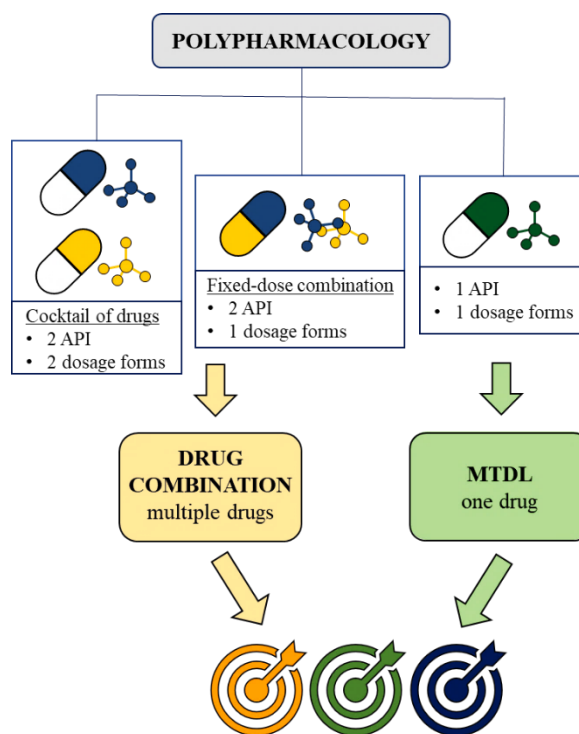 POLYPHARMACOLOGY
Cocktail of drugs
• 2 API
• 2 dosage forms
Fixed-dose combination
• 2 API
• 1 dosage forms
• 1 API
• 1 dosage forms
DRUG
COMBINATION
multiple drugs
MTDL
one drug